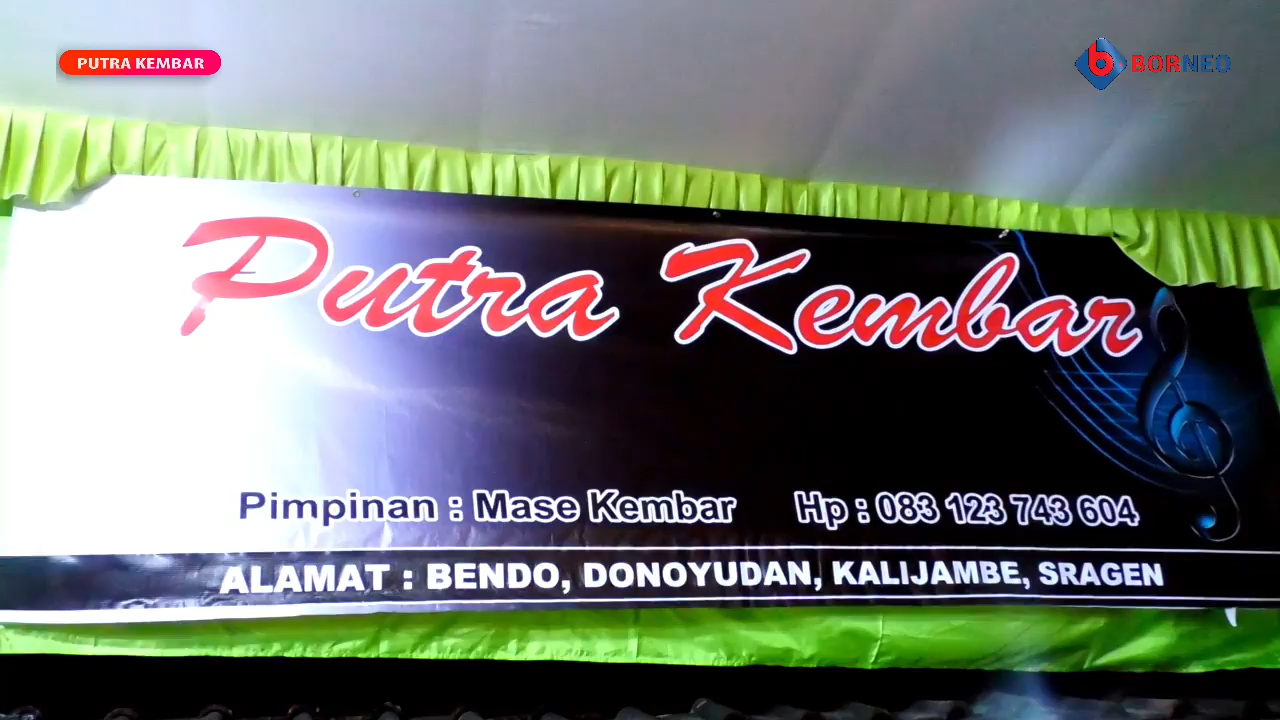 PUTRA KEMBAR
BORNEO
Putra Kembar
Pimpinan : Mase Kembar Hp : 083 123 743 604
ALAMAT : BENDO, DONOYUDAN, KALIJAMBE, SRAGEN